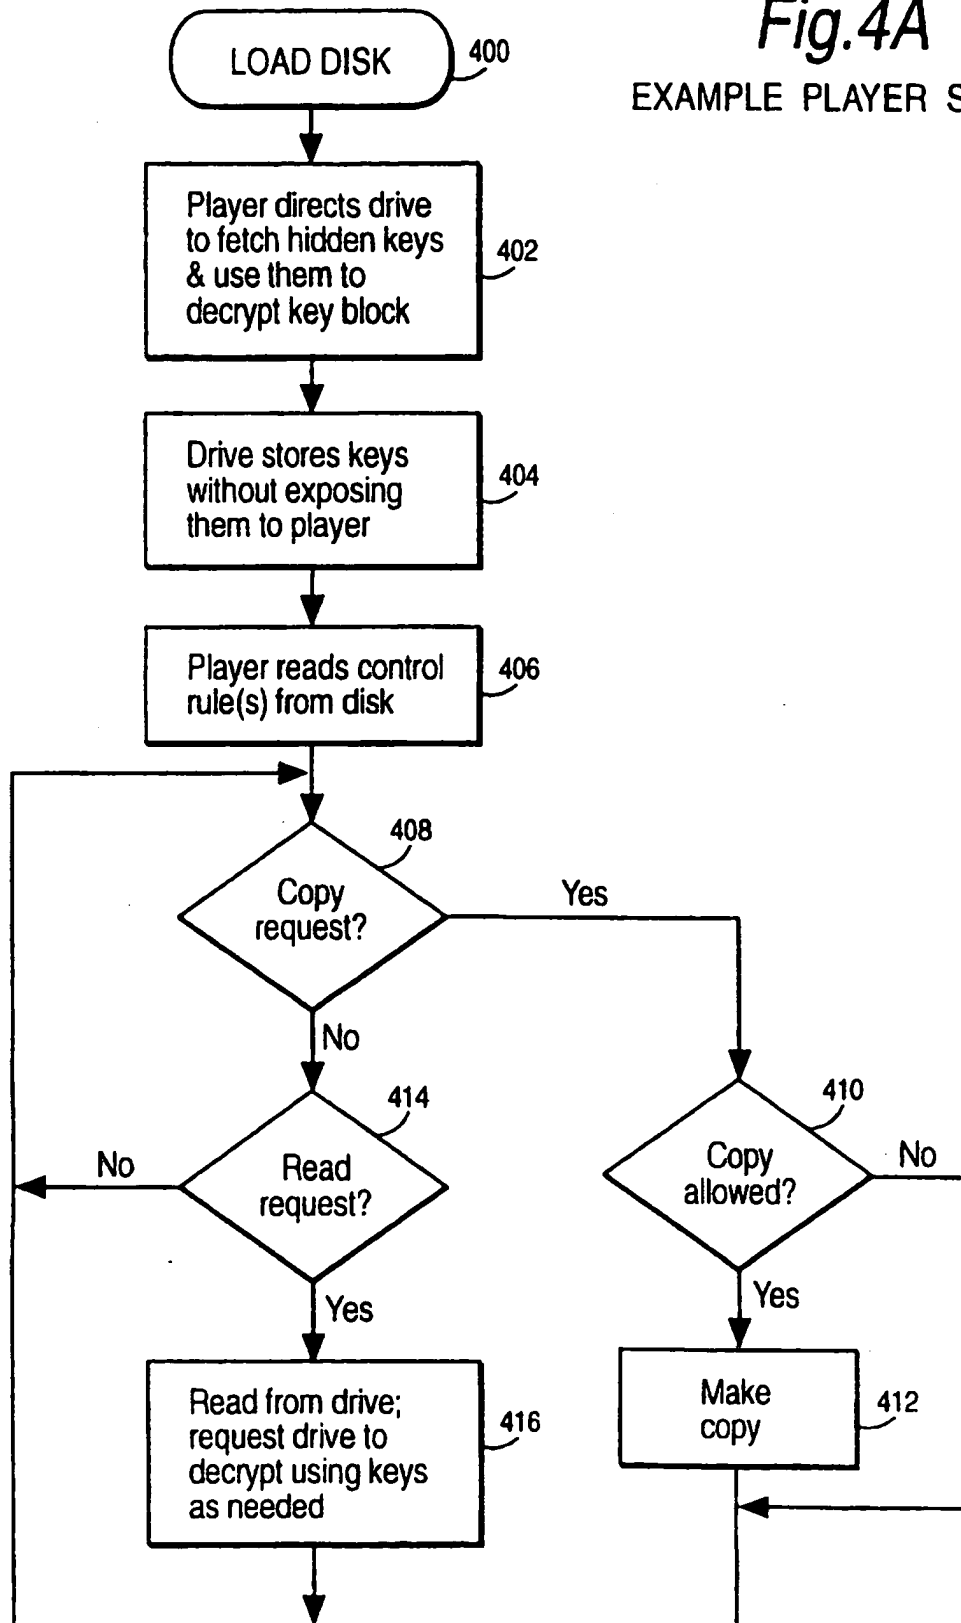 Fig.4A
EXAMPLE PLAYER S
LOAD DISK
400
Player directs drive
to fetch hidden keys
& use them to
decrypt key block
402
Drive stores keys
without exposing
them to player
404
Player reads control
rule(s) from disk
406
408
Copy
request?
Yes
No
414
Read
request?
No
Yes
410
Copy
allowed?
No
Yes
Read from drive;
request drive to
decrypt using keys
as needed
416
Make
copy
412